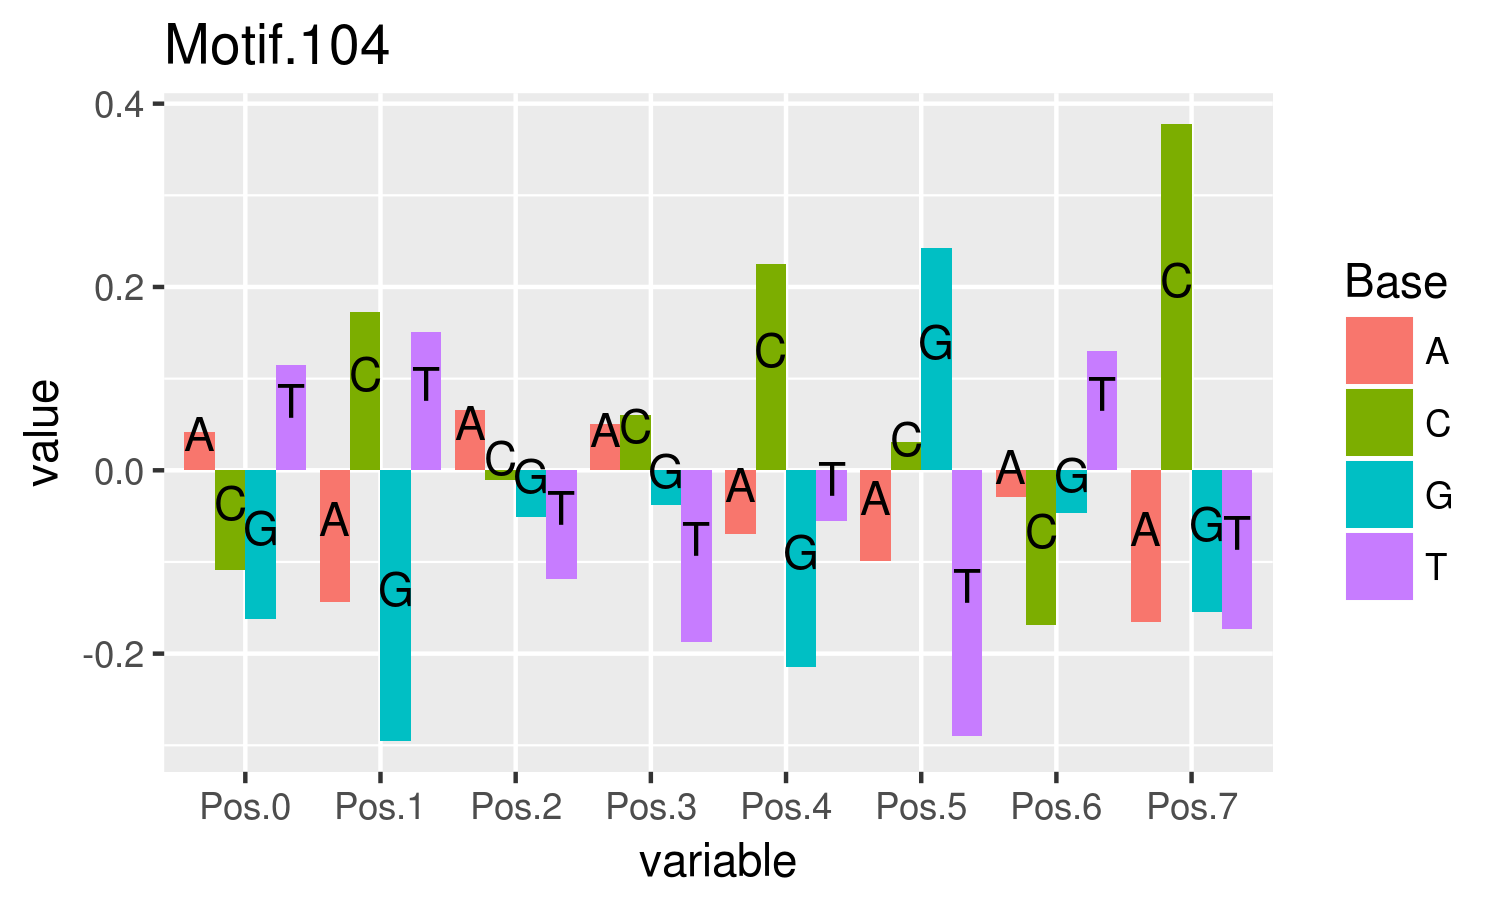 Motif.104
0.4
0.2
0.0
-0.2
value
A C G T
A C G T
A C G T
A C G T
A C G T
A C G T
A C G T
A C G T
Pos.0 Pos.1 Pos.2 Pos.3 Pos.4 Pos.5 Pos.6 Pos.7
variable
Base
A
C
G
T